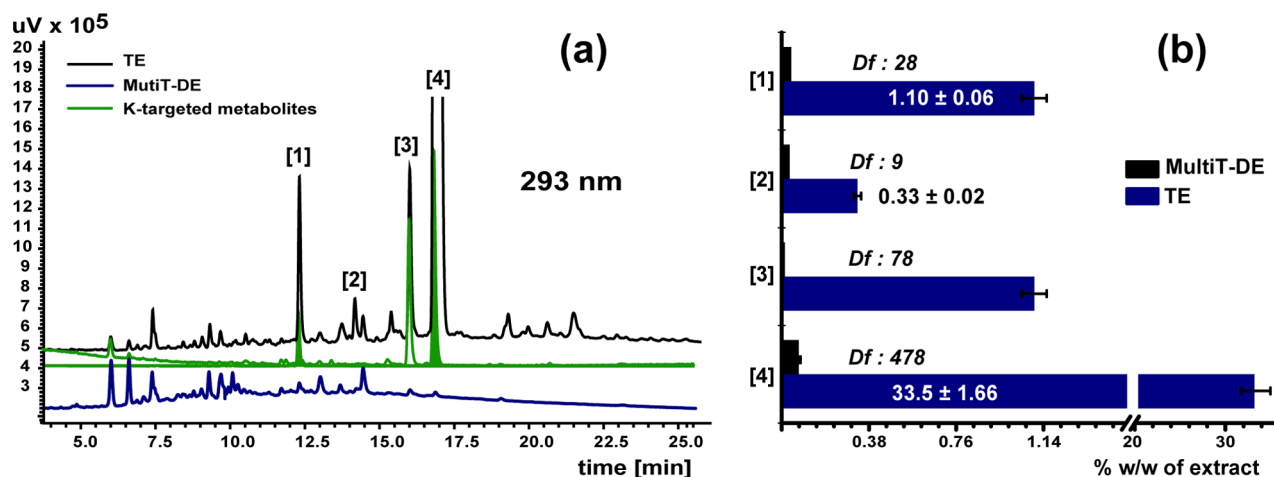 uV x 10⁵
(a)
TE
MutiT-DE
K-targeted metabolites
20
19
18
17
16
15
14
13
12
11
10
9
8
7
6
5
4
3
[1]
[2]
[3]
[4]
293 nm
5.0 7.5 10.0 12.5 15.0 17.5 20.0 22.5 25.0
time [min]
(b)
[1]
Df : 28
1.10 ± 0.06
[2]
Df : 9
0.33 ± 0.02
[3]
Df : 78
[4]
Df : 478
33.5 ± 1.66
MultiT-DE
TE
0.38 0.76 1.14 20 30
% w/w of extract